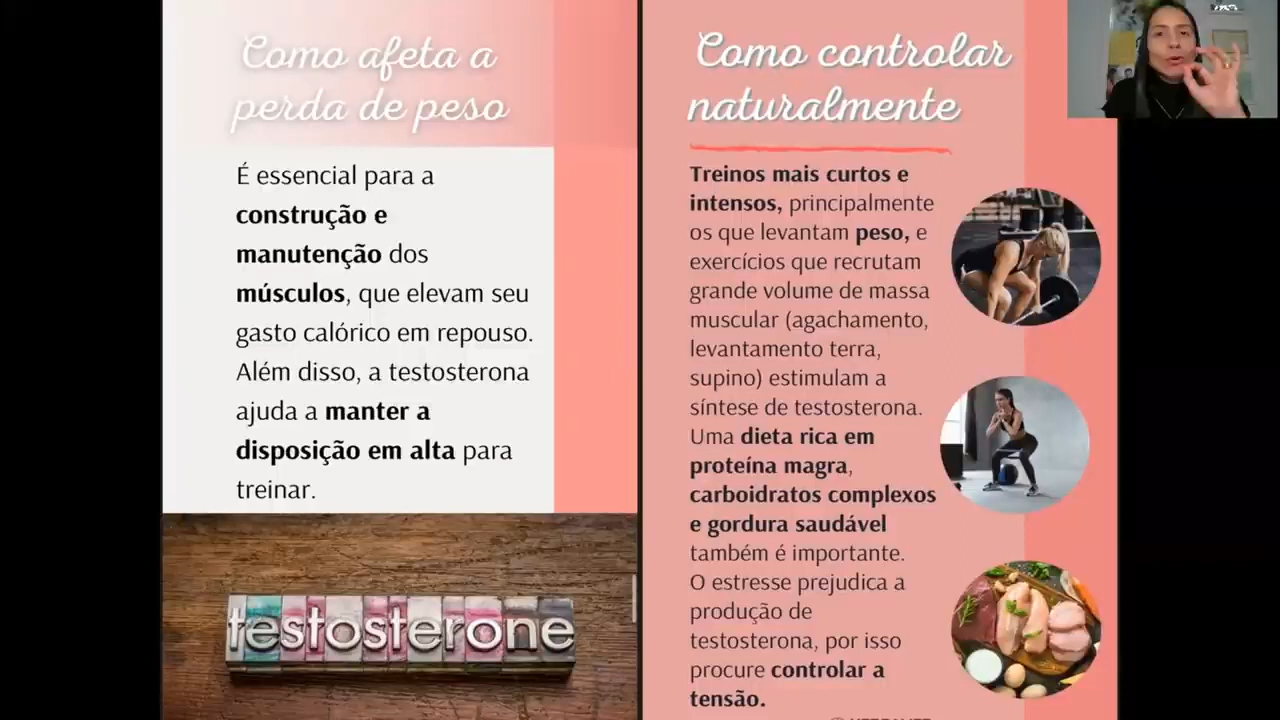 Como afeta a
perda de peso
É essencial para a
construção e
manutenção dos
músculos, que elevam seu
gasto calórico em repouso.
Além disso, a testosterona
ajuda a manter a
disposição em alta para
treinar.
testosterone
Como controlar
naturalmente
Treinos mais curtos e
intensos, principalmente
os que levantam peso, e
exercícios que recrutam
grande volume de massa
muscular (agachamento,
levantamento terra,
supino) estimulam a
síntese de testosterona.
Uma dieta rica em
proteína magra,
carboidratos complexos
e gordura saudável
também é importante.
O estresse prejudica a
produção de
testosterona, por isso
procure controlar a
tensão.